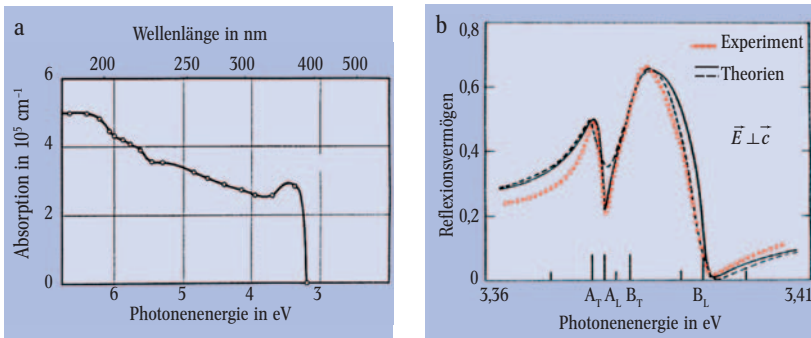 a
Wellenlänge in nm
200 250 300 400 500
Absorption in 10⁵ cm⁻¹
6
4
2
0
6 5 4 3
Photonenenergie in eV
b
Reflexionsvermögen
0,8
0,6
0,4
0,2
0
Experiment
Theorien
E⃗ ⊥ c⃗
3,36 A_T A_L B_T B_L 3,41
Photonenenergie in eV